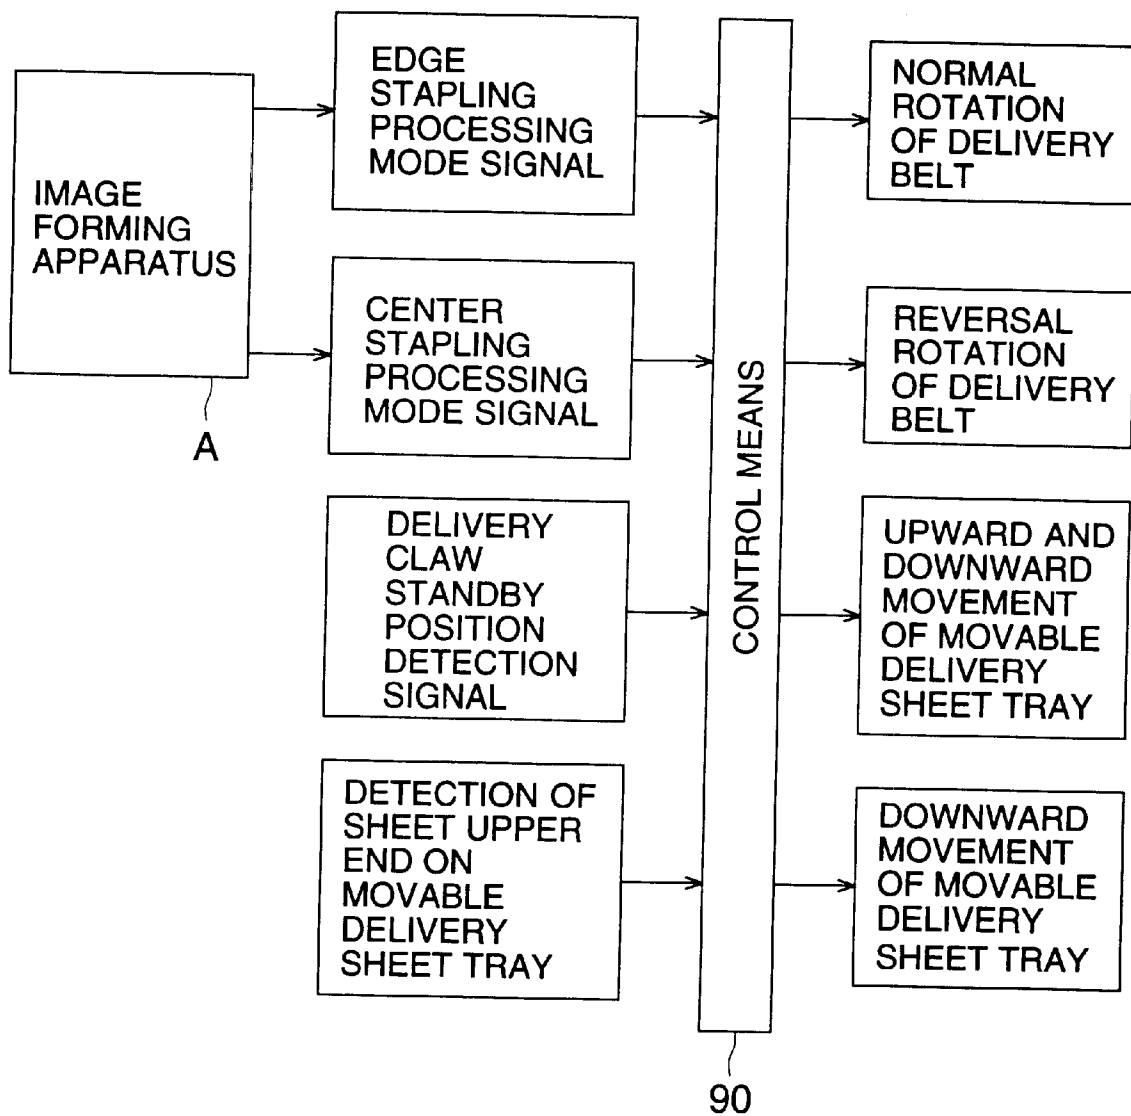 IMAGE
FORMING
APPARATUS
A
EDGE
STAPLING
PROCESSING
MODE SIGNAL
CENTER
STAPLING
PROCESSING
MODE SIGNAL
DELIVERY
CLAW
STANDBY
POSITION
DETECTION
SIGNAL
DETECTION OF
SHEET UPPER
END ON
MOVABLE
DELIVERY
SHEET TRAY
CONTROL MEANS
90
NORMAL
ROTATION
OF DELIVERY
BELT
REVERSAL
ROTATION
OF DELIVERY
BELT
UPWARD AND
DOWNWARD
MOVEMENT
OF MOVABLE
DELIVERY
SHEET TRAY
DOWNWARD
MOVEMENT
OF MOVABLE
DELIVERY
SHEET TRAY